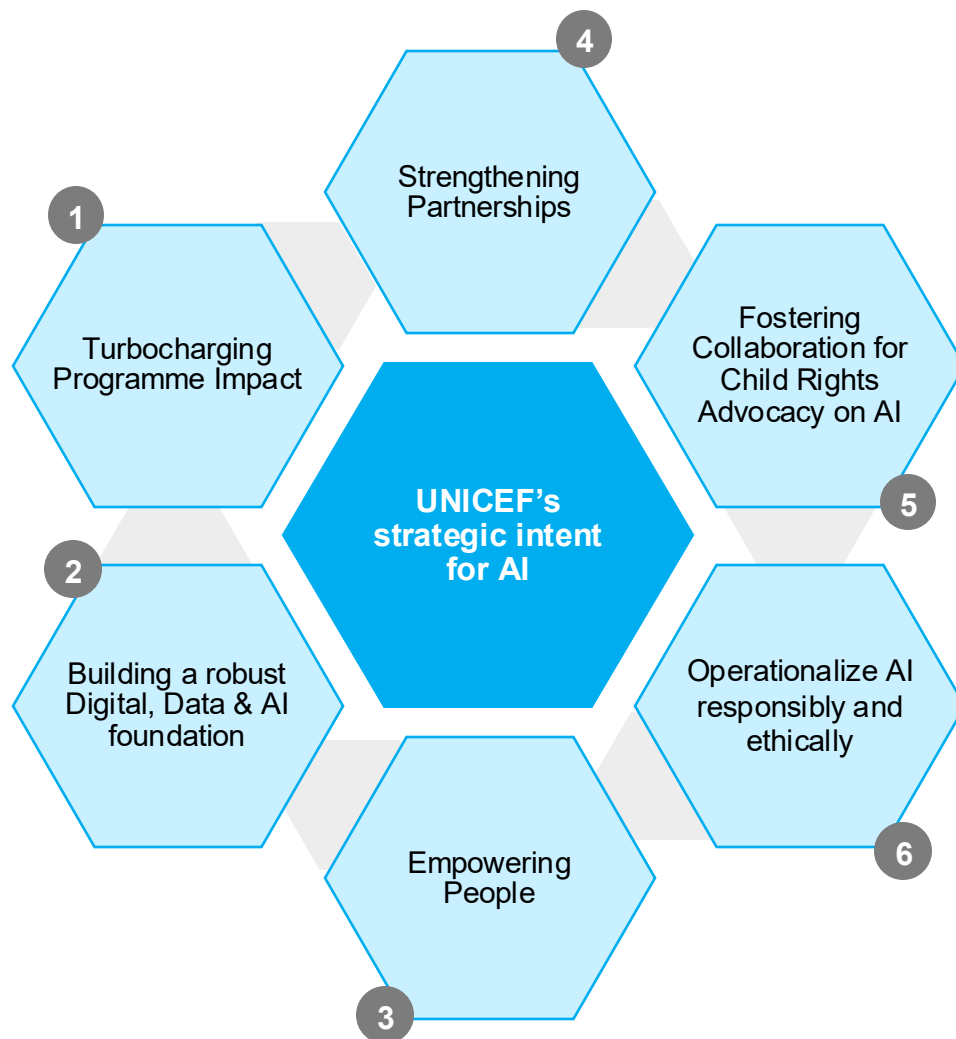 4
Strengthening
Partnerships
1
Turbocharging
Programme Impact
Fostering
Collaboration for
Child Rights
Advocacy on AI
5
UNICEF’s
strategic intent
for AI
2
Building a robust
Digital, Data & AI
foundation
Operationalize AI
responsibly and
ethically
6
Empowering
People
3